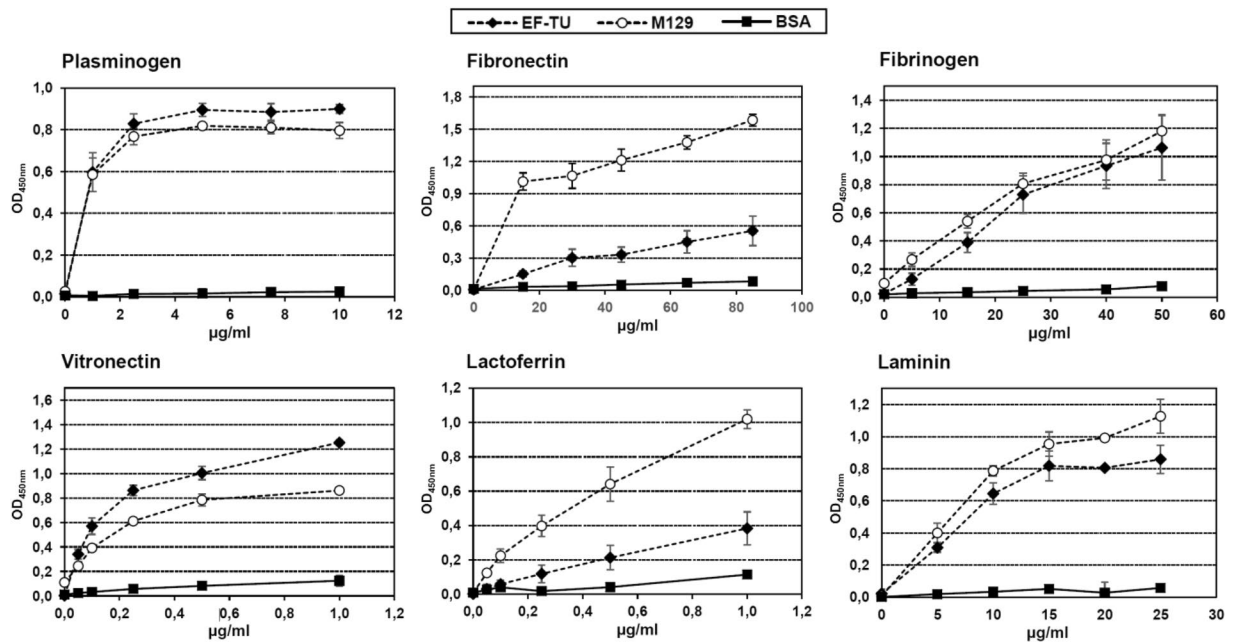 EF-TU M129 BSA
Plasminogen
1,0
0,8
0,6
0,4
0,2
0,0
OD450nm
0 2 4 6 8 10 12
µg/ml
Fibronectin
1,8
1,5
1,2
0,9
0,6
0,3
0,0
OD450nm
0 20 40 60 80 100
µg/ml
Fibrinogen
1,4
1,2
1,0
0,8
0,6
0,4
0,2
0,0
OD450nm
0 10 20 30 40 50 60
µg/ml
Vitronectin
1,6
1,4
1,2
1,0
0,8
0,6
0,4
0,2
0,0
OD450nm
0,0 0,2 0,4 0,6 0,8 1,0 1,2
µg/ml
Lactoferrin
1,2
1,0
0,8
0,6
0,4
0,2
0,0
OD450nm
0,0 0,2 0,4 0,6 0,8 1,0 1,2
µg/ml
Laminin
1,2
1,0
0,8
0,6
0,4
0,2
0,0
OD450nm
0 5 10 15 20 25 30
µg/ml